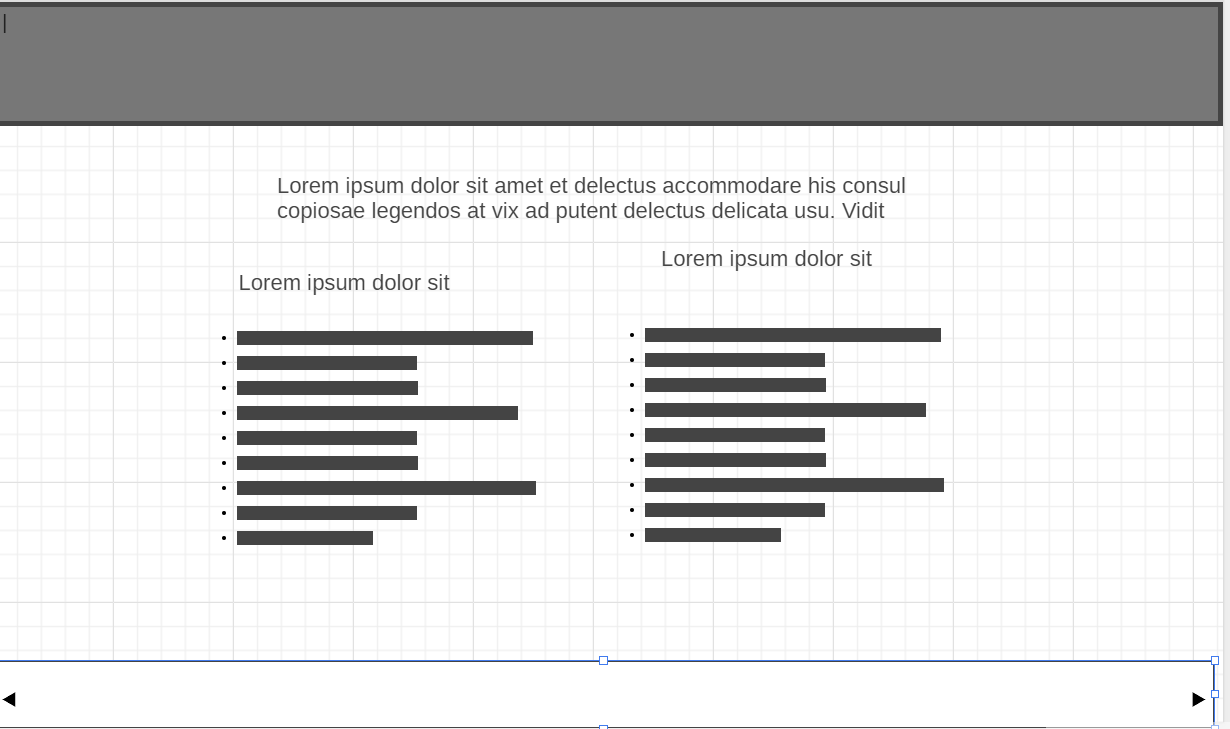 Lorem ipsum dolor sit amet et delectus accommodare his consul
copiosae legendos at vix ad putent delectus delicata usu. Vidit
Lorem ipsum dolor sit
Lorem ipsum dolor sit